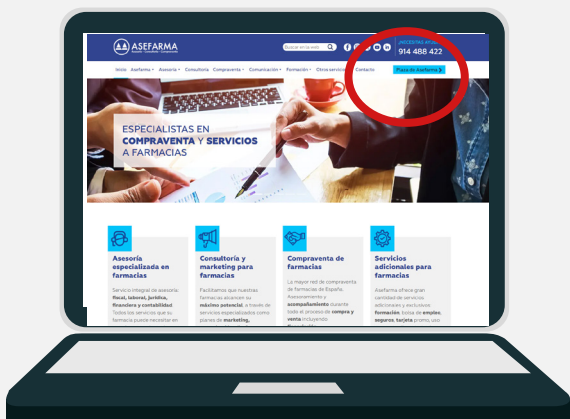 ASEFARMA
Buscar en la web
914 488 422
Inicio Asefarma Asesoría Consultoría Compraventa Comunicación Formación Otros servicios Contacto
Plaza de Asefarma
ESPECIALISTAS EN
COMPRAVENTA Y SERVICIOS
A FARMACIAS
Asesoría
especializada en
farmacias
Servicio integral de asesoría
fiscal, laboral, jurídica,
financiera y contabilidad.
Todos los servicios que su
farmacia puede necesitar en
Consultoría y
marketing para
farmacias
Facilitamos que nuestras
farmacias alcancen su
máximo potencial, a través de
servicios especializados como
planes de marketing,
Compraventa de
farmacias
La mayor red de compraventa
de farmacias de España.
Asesoramiento y
acompañamiento durante
todo el proceso de compra y
venta incluyendo
Servicios
adicionales para
farmacias
Asefarma ofrece gran
cantidad de servicios
adicionales y exclusivos:
formación, bolsa de empleo,
seguros, tarjeta promo, uso